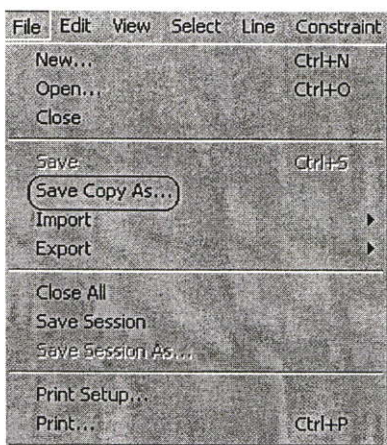 File Edit View Select Line Constraint
New... Ctrl+N
Open... Ctrl+O
Close
Save Ctrl+S
Save Copy As...
Import
Export
Close All
Save Session
Save Session As...
Print Setup...
Print... Ctrl+P